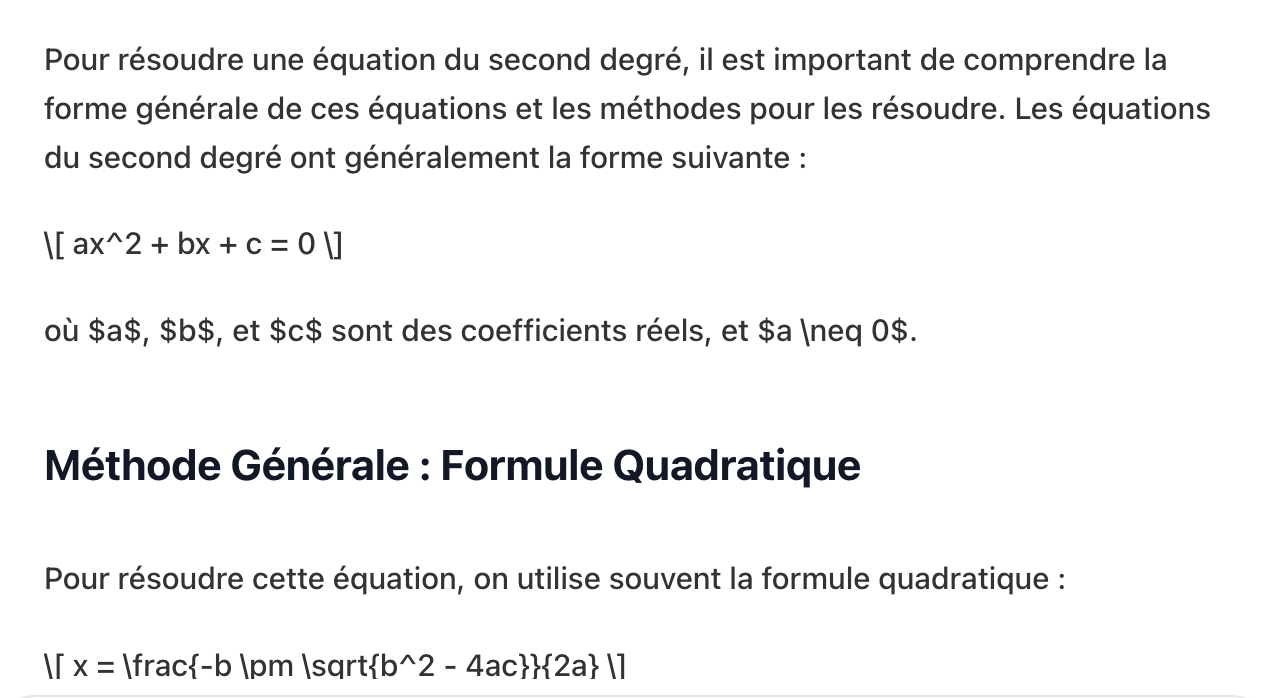 Pour résoudre une équation du second degré, il est important de comprendre la
forme générale de ces équations et les méthodes pour les résoudre. Les équations
du second degré ont généralement la forme suivante :
\[ ax^2 + bx + c = 0 \]
où $a$, $b$, et $c$ sont des coefficients réels, et $a \neq 0$.
Méthode Générale : Formule Quadratique
Pour résoudre cette équation, on utilise souvent la formule quadratique :
\[ x = \frac{-b \pm \sqrt{b^2 - 4ac}}{2a} \]